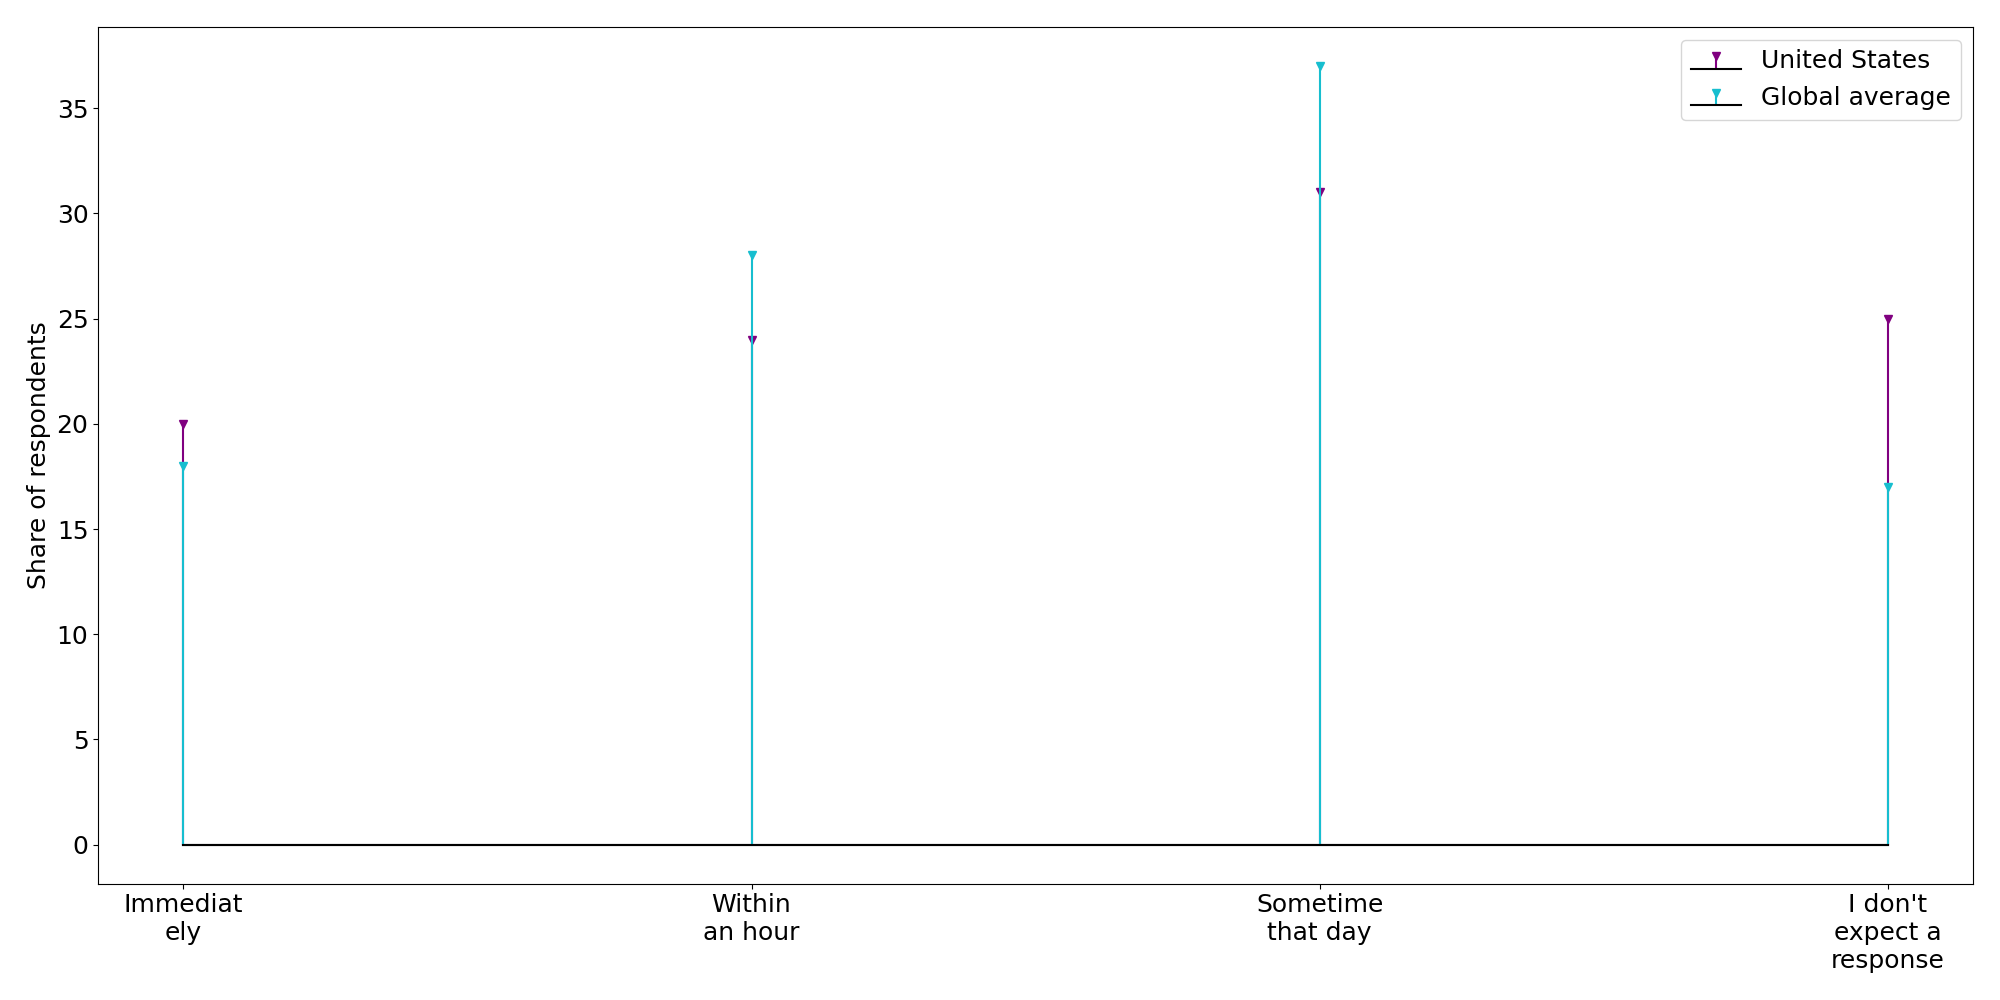 United States
Global average
Share of respondents
35
30
25
20
15
10
5
0
Immediat
ely
Within
an hour
Sometime
that day
I don't
expect a
response